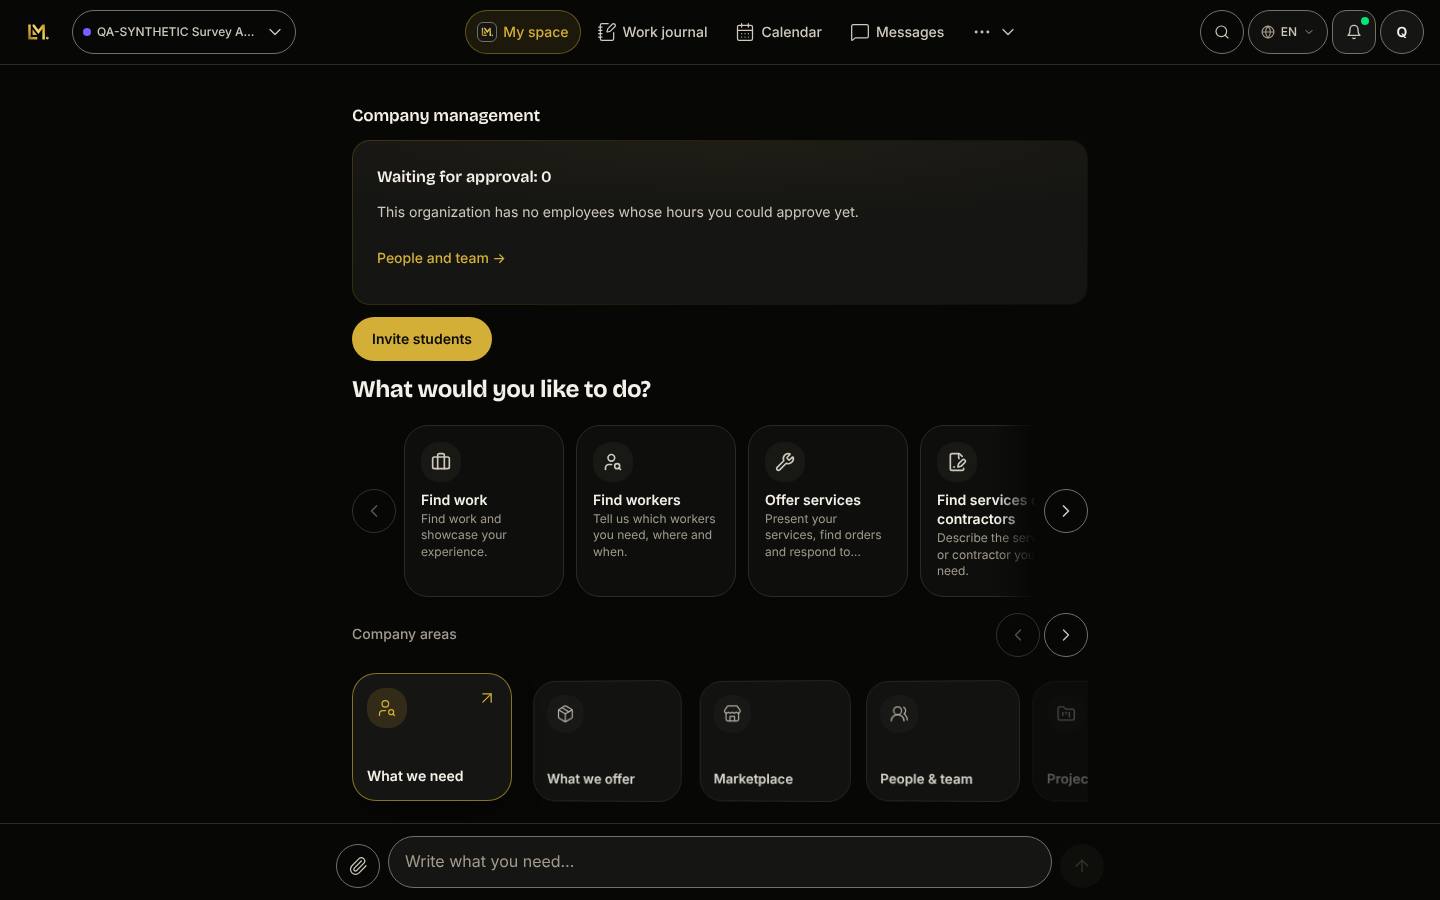 LM.
QA-SYNTHETIC Survey A...
LM. My space
Work journal
Calendar
Messages
EN
Q
Company management
Waiting for approval: 0
This organization has no employees whose hours you could approve yet.
People and team →
Invite students
What would you like to do?
Find work
Find work and
showcase your
experience.
Find workers
Tell us which workers
you need, where and
when.
Offer services
Present your
services, find orders
and respond to...
Find services
contractors
Describe the
or contractor you
need.
Company areas
What we need
What we offer
Marketplace
People & team
Projec
Write what you need...